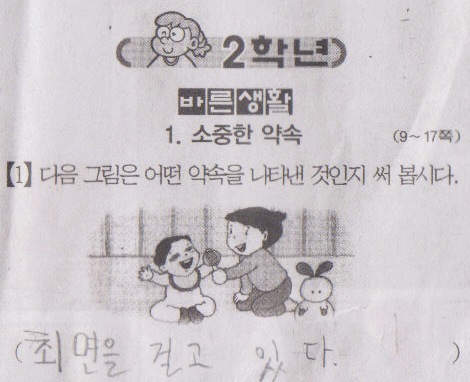 2학년
바른생활
1. 소중한 약속 (9~17쪽)
【1】 다음 그림은 어떤 약속을 나타낸 것인지 써 봅시다.
(최면을 걸고 있다. )